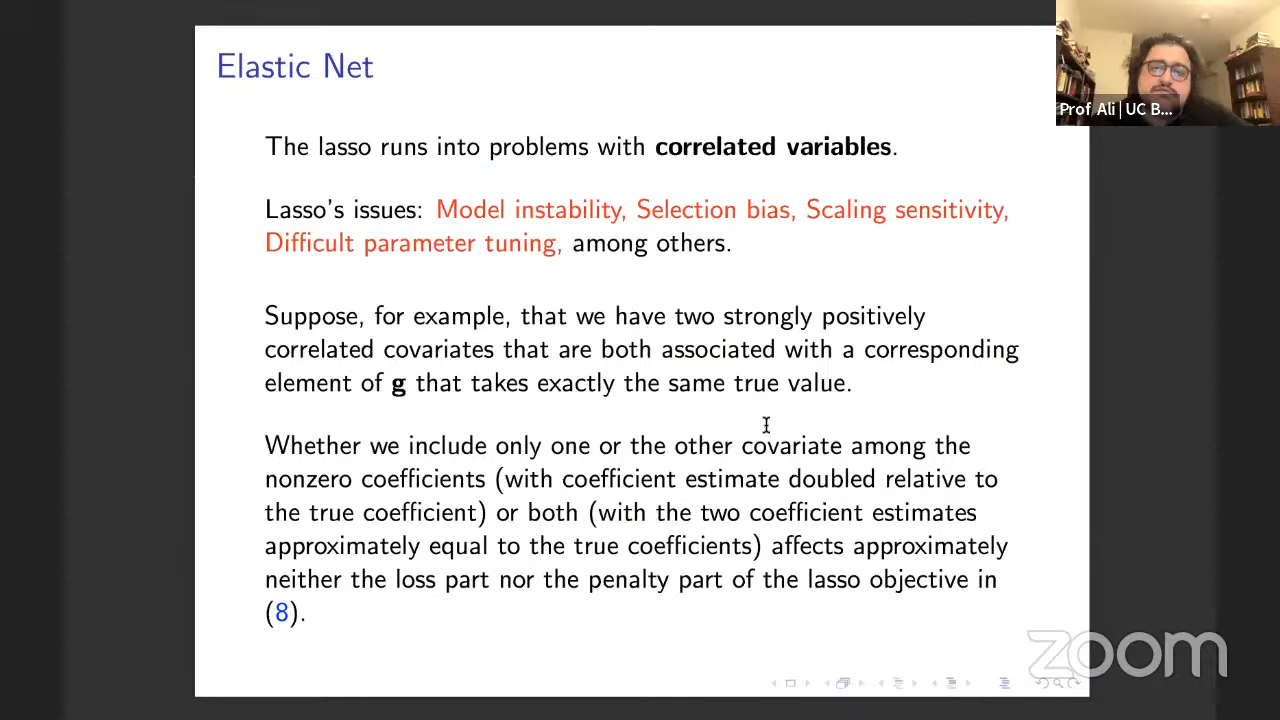 Elastic Net
Prof Ali | UC B...
The lasso runs into problems with correlated variables.
Lasso's issues: Model instability, Selection bias, Scaling sensitivity,
Difficult parameter tuning, among others.
Suppose, for example, that we have two strongly positively
correlated covariates that are both associated with a corresponding
element of g that takes exactly the same true value.
Whether we include only one or the other covariate among the
nonzero coefficients (with coefficient estimate doubled relative to
the true coefficient) or both (with the two coefficient estimates
approximately equal to the true coefficients) affects approximately
neither the loss part nor the penalty part of the lasso objective in
(8).
zoom